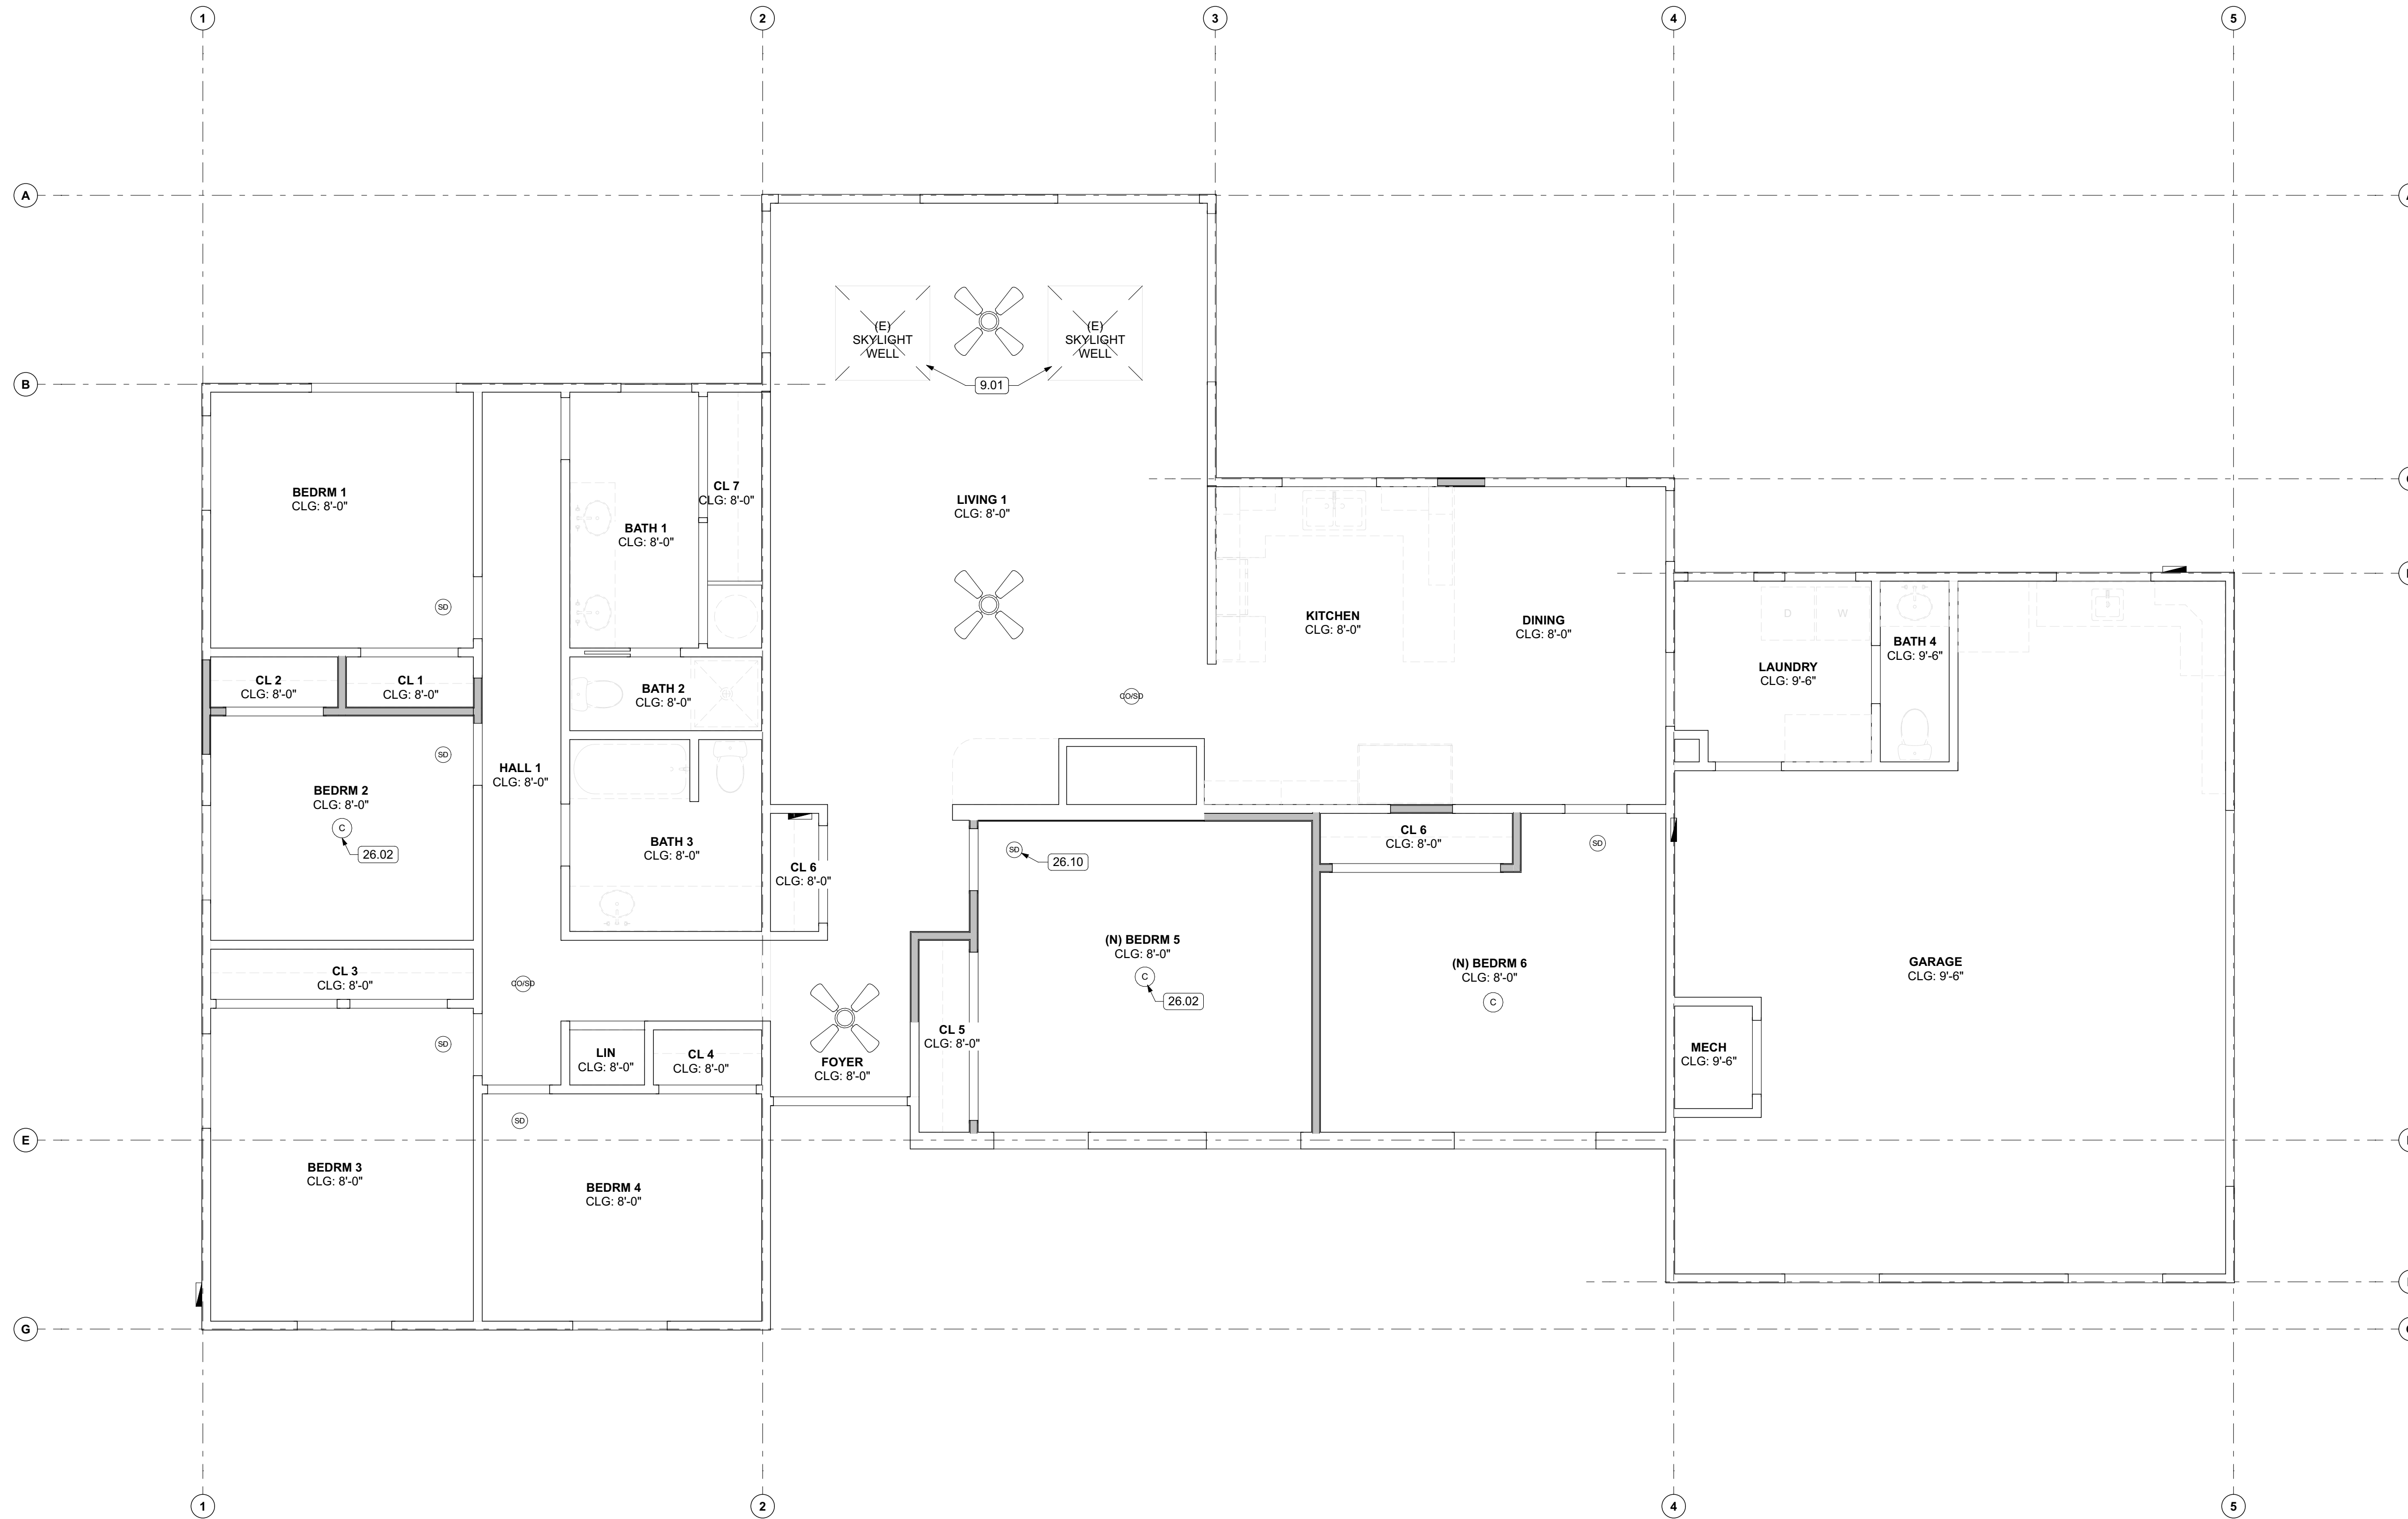 1
2
3
4
5
A
(E)
SKYLIGHT
WELL
(E)
SKYLIGHT
WELL
9.01
B
BEDRM 1
CLG: 8'-0"
CL 7
CLG: 8'-0"
LIVING 1
CLG: 8'-0"
BATH 1
CLG: 8'-0"
SD
KITCHEN
CLG: 8'-0"
DINING
CLG: 8'-0"
D
W
BATH 4
CLG: 9'-6"
LAUNDRY
CLG: 9'-6"
CL 2
CLG: 8'-0"
CL 1
CLG: 8'-0"
BATH 2
CLG: 8'-0"
CO/SD
SD
HALL 1
CLG: 8'-0"
BEDRM 2
CLG: 8'-0"
C
26.02
BATH 3
CLG: 8'-0"
CL 6
CLG: 8'-0"
SD
26.10
CL 6
CLG: 8'-0"
SD
(N) BEDRM 5
CLG: 8'-0"
C
26.02
(N) BEDRM 6
CLG: 8'-0"
C
GARAGE
CLG: 9'-6"
CL 3
CLG: 8'-0"
CO/SD
SD
LIN
CLG: 8'-0"
CL 4
CLG: 8'-0"
FOYER
CLG: 8'-0"
CL 5
CLG: 8'-0"
MECH
CLG: 9'-6"
SD
E
BEDRM 3
CLG: 8'-0"
BEDRM 4
CLG: 8'-0"
G
1
2
4
5